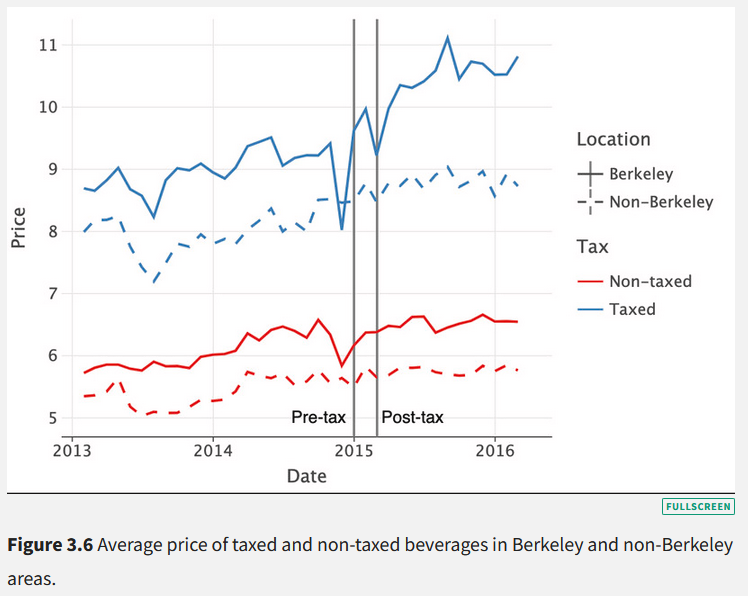 11
10
9
8
7
6
5
Price
Pre-tax
Post-tax
2013
2014
2015
2016
Date
Location
Berkeley
Non-Berkeley
Tax
Non-taxed
Taxed
FULLSCREEN
Figure 3.6 Average price of taxed and non-taxed beverages in Berkeley and non-Berkeley
areas.